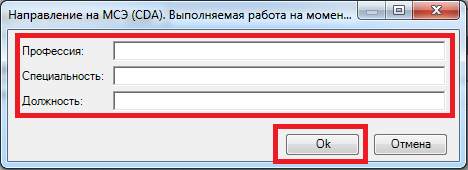 Направление на МСЭ (CDA). Выполняемая работа на момен...
Профессия:
Специальность:
Должность:
Ok Отмена